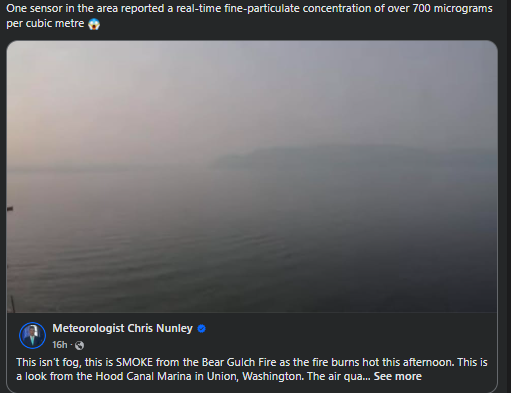 One sensor in the area reported a real-time fine-particulate concentration of over 700 micrograms
per cubic metre 😱
Meteorologist Chris Nunley
16h ·
This isn't fog, this is SMOKE from the Bear Gulch Fire as the fire burns hot this afternoon. This is
a look from the Hood Canal Marina in Union, Washington. The air qua... See more